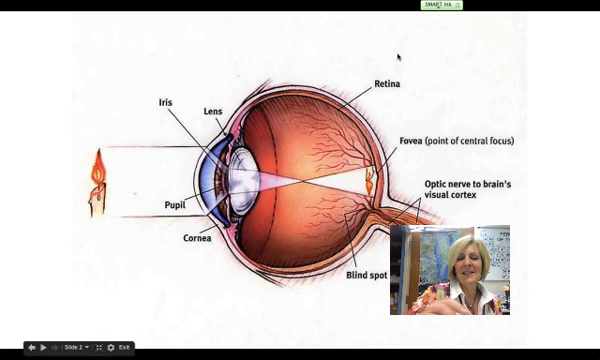 SMART Ink
Retina
Iris
Lens
Fovea (point of central focus)
Optic nerve to brain's
visual cortex
Pupil
Cornea
Blind spot
Slide 2
Exit